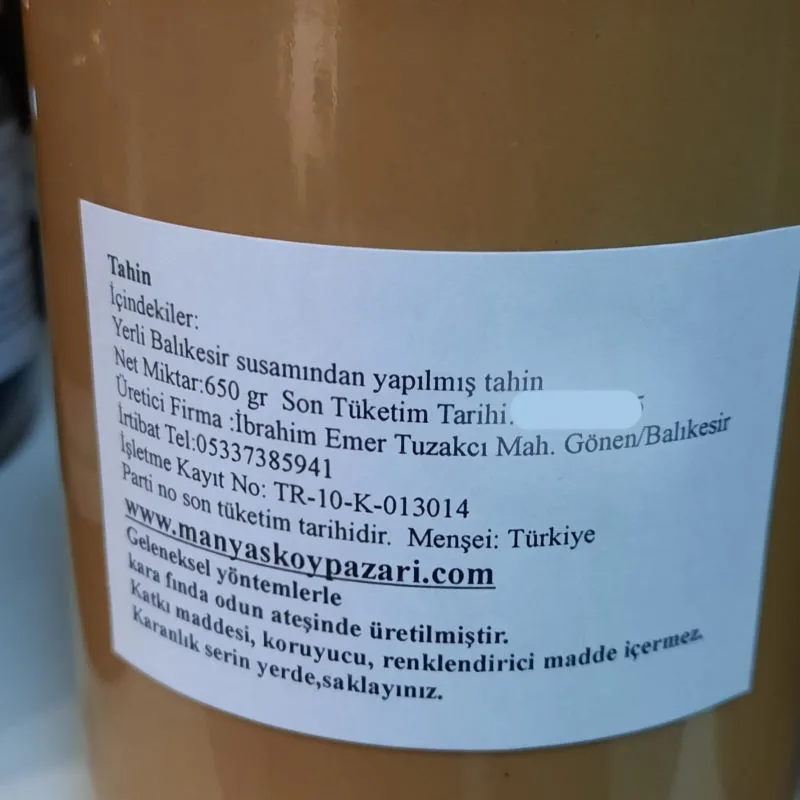 Tahin
İçindekiler:
Yerli Balıkesir susamından yapılmış tahin
Net Miktar:650 gr Son Tüketim Tarihi:
Üretici Firma :İbrahim Emer Tuzakcı Mah. Gönen/Balıkesir
İrtibat Tel:05337385941
İşletme Kayıt No: TR-10-K-013014
Parti no son tüketim tarihidir. Menşei: Türkiye
www.manyaskoypazari.com
Geleneksel yöntemlerle
kara fında odun ateşinde üretilmiştir.
Katkı maddesi, koruyucu, renklendirici madde içermez.
Karanlık serin yerde,saklayınız.